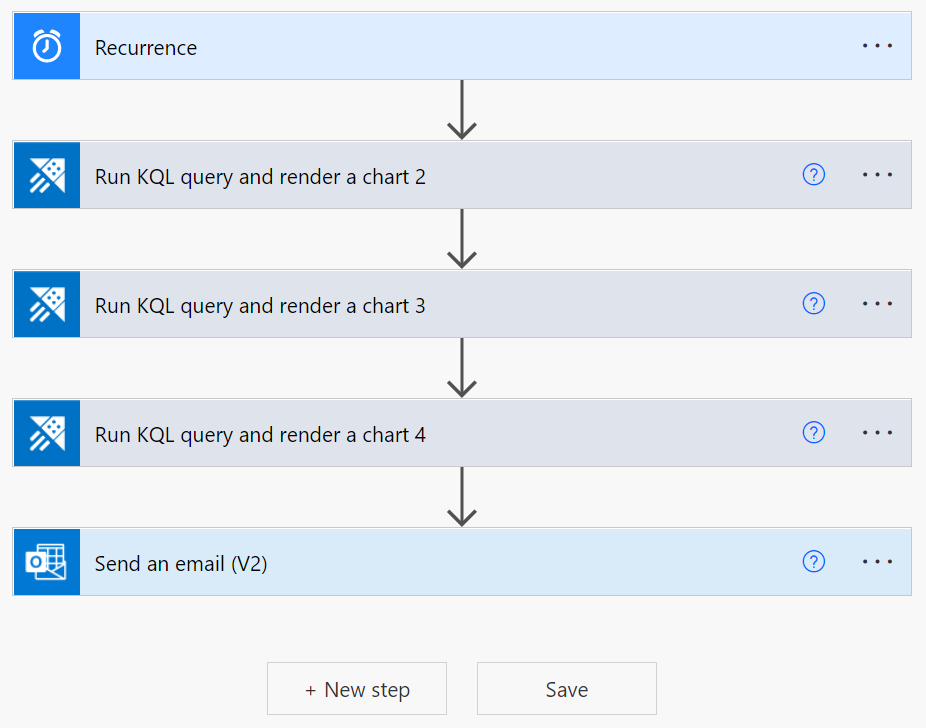 Recurrence
Run KQL query and render a chart 2
Run KQL query and render a chart 3
Run KQL query and render a chart 4
Send an email (V2)
+ New step
Save